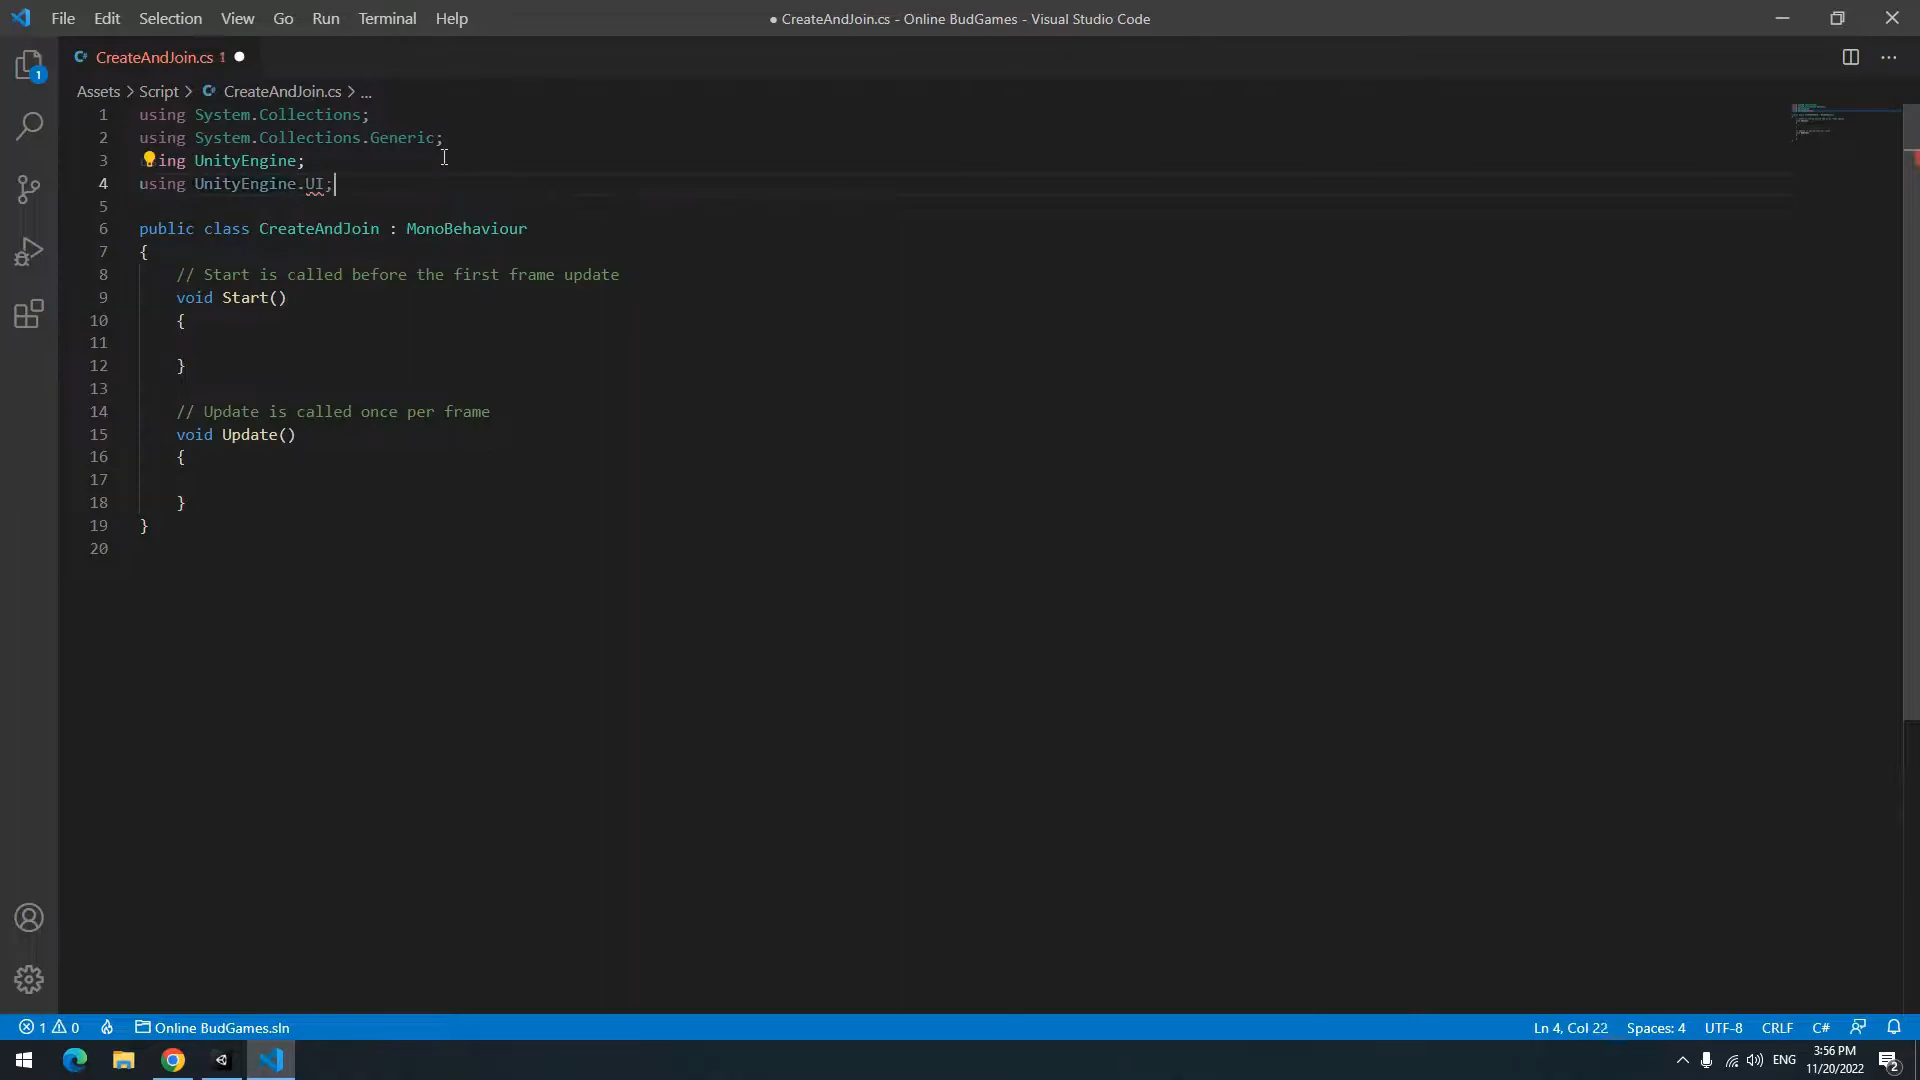 File Edit Selection View Go Run Terminal Help
● CreateAndJoin.cs - Online BudGames - Visual Studio Code
CreateAndJoin.cs 1 ●
Assets > Script > CreateAndJoin.cs > ...
1 using System.Collections;
2 using System.Collections.Generic;
3 ing UnityEngine;
4 using UnityEngine.UI;
5
6 public class CreateAndJoin : MonoBehaviour
7 {
8 // Start is called before the first frame update
9 void Start()
10 {
11
12 }
13
14 // Update is called once per frame
15 void Update()
16 {
17
18 }
19 }
20
1
1 0 Online BudGames.sln
Ln 4, Col 22 Spaces: 4 UTF-8 CRLF C#
ENG
3:56 PM
11/20/2022
2